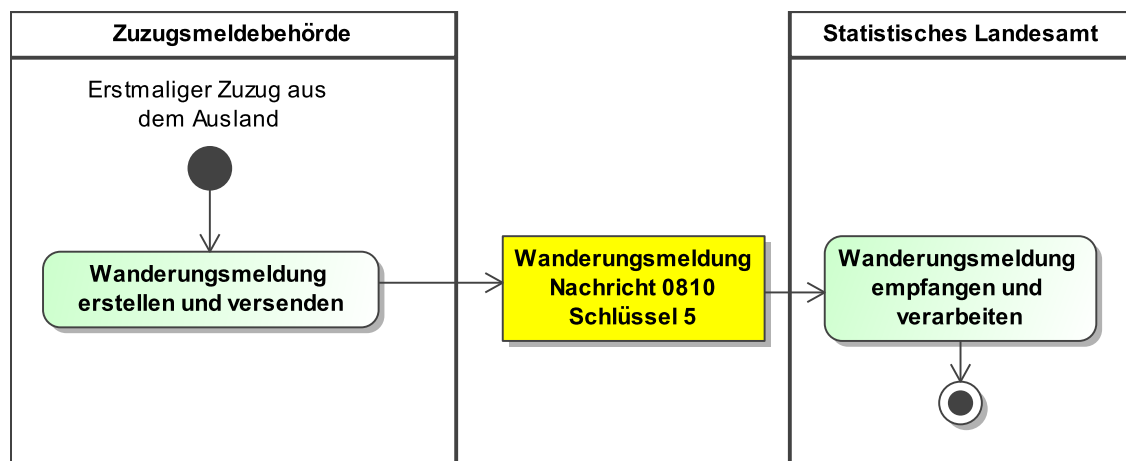 Zuzugsmeldebehörde
Statistisches Landesamt
Erstmaliger Zuzug aus
dem Ausland
Wanderungsmeldung
erstellen und versenden
Wanderungsmeldung
Nachricht 0810
Schlüssel 5
Wanderungsmeldung
empfangen und
verarbeiten